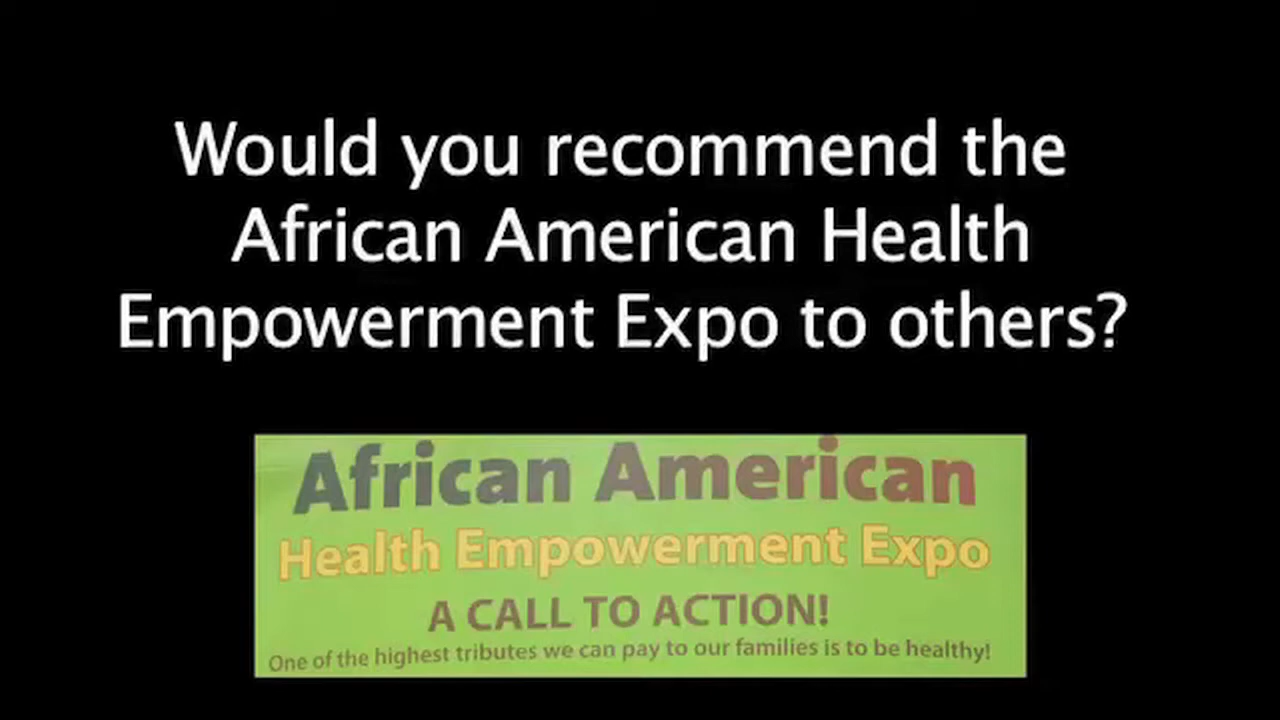 Would you recommend the
African American Health
Empowerment Expo to others?
African American
Health Empowerment Expo
A CALL TO ACTION!
One of the highest tributes we can pay to our families is to be healthy!